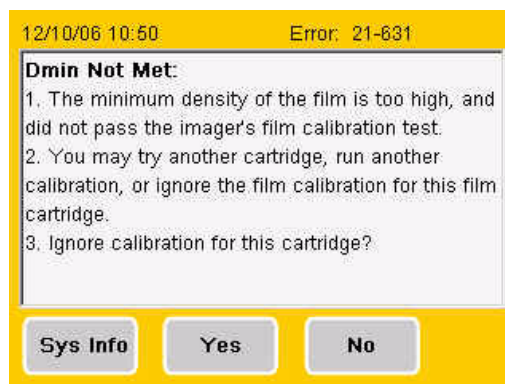 12/10/06 10:50 Error: 21-631
Dmin Not Met:
1. The minimum density of the film is too high, and
did not pass the imager's film calibration test.
2. You may try another cartridge, run another
calibration, or ignore the film calibration for this film
cartridge.
3. Ignore calibration for this cartridge?
Sys Info Yes No